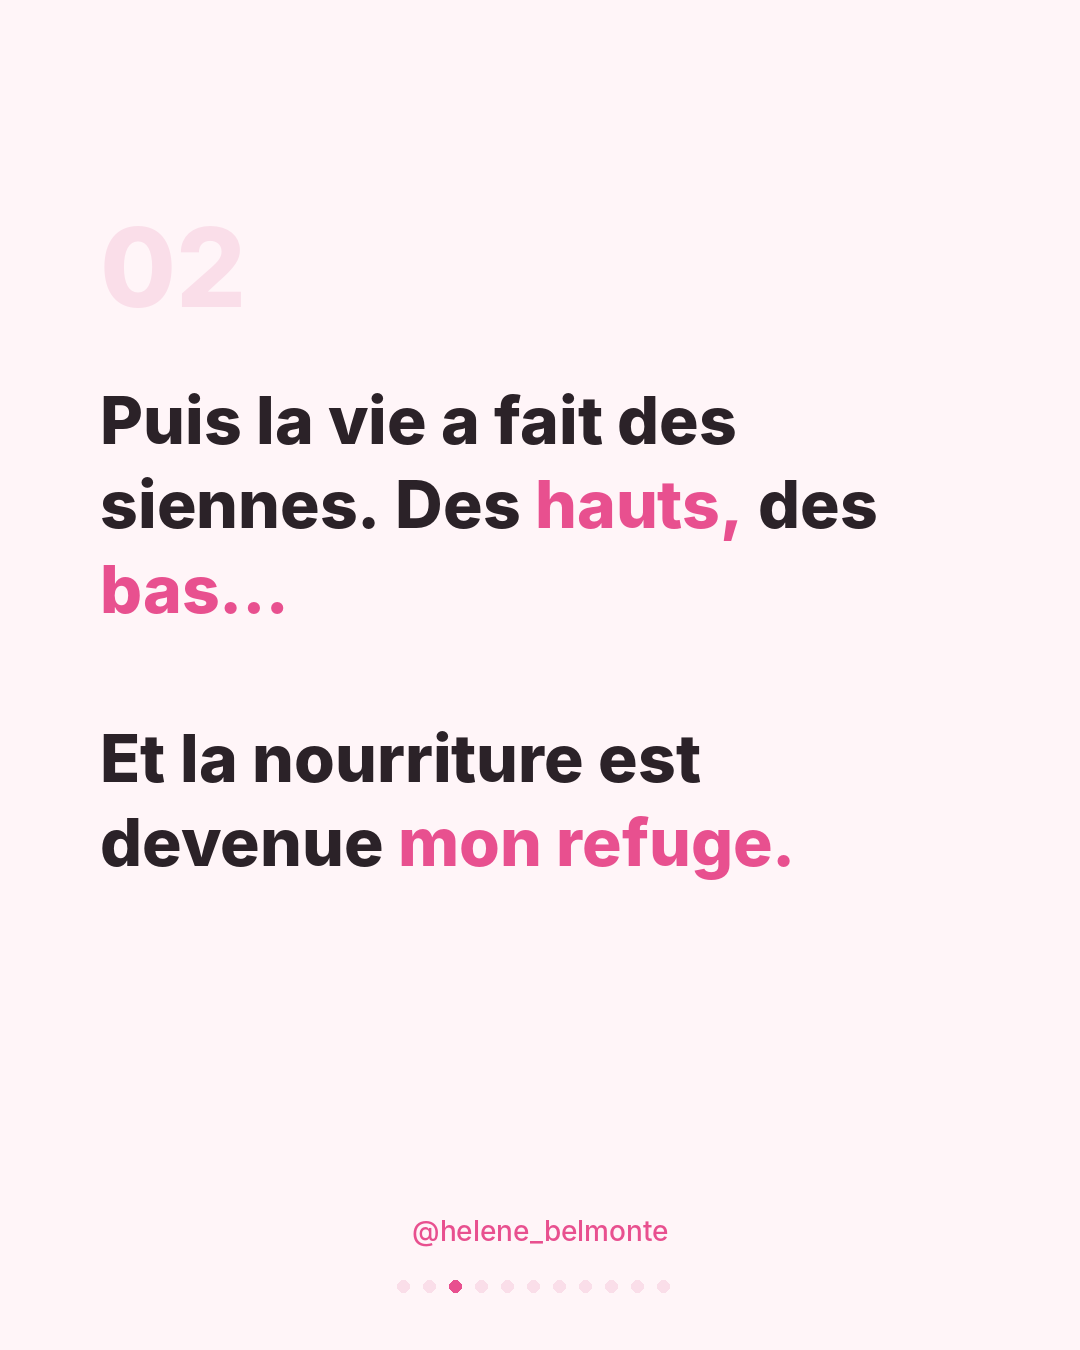 02
Puis la vie a fait des
siennes. Des hauts, des
bas...
Et la nourriture est
devenue mon refuge.
@helene_belmonte